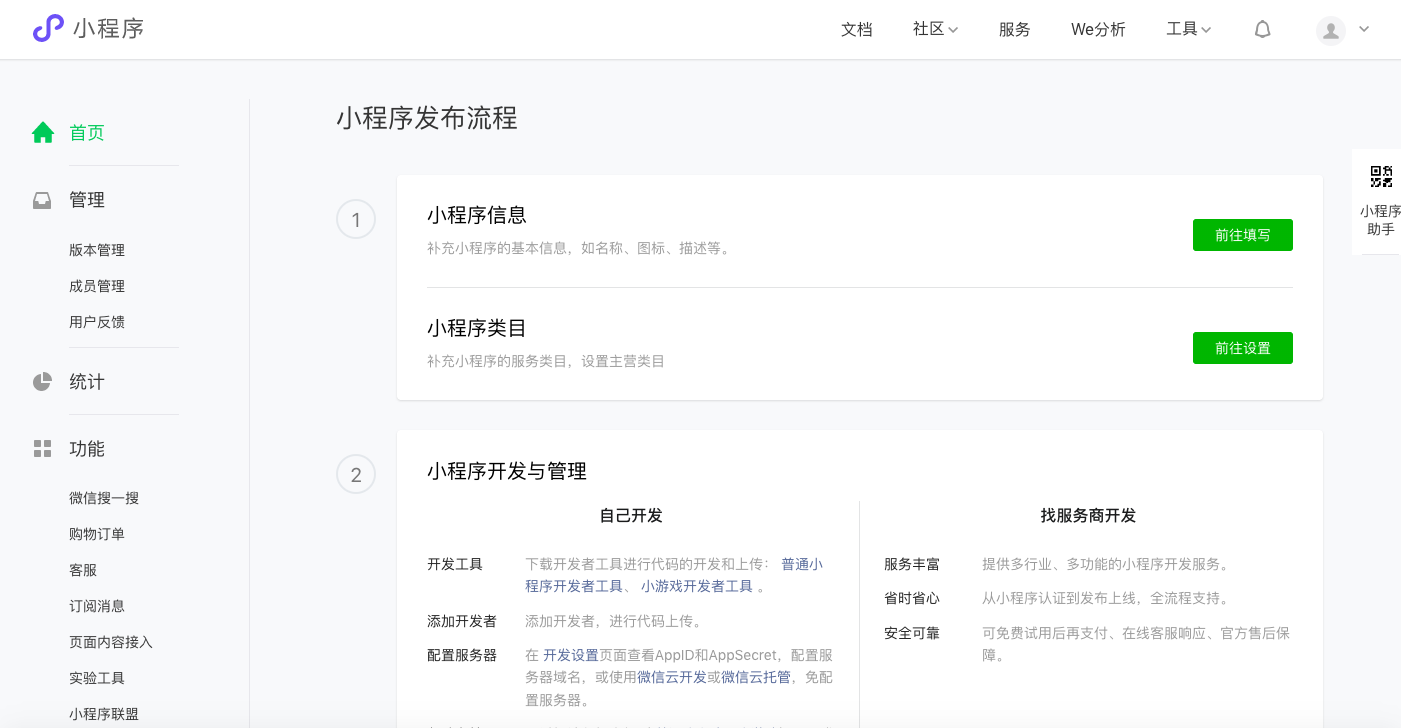 小程序
文档
社区
服务
We分析
工具
首页
管理
版本管理
成员管理
用户反馈
统计
功能
微信搜一搜
购物订单
客服
订阅消息
页面内容接入
实验工具
小程序联盟
小程序发布流程
1
小程序信息
补充小程序的基本信息，如名称、图标、描述等。
前往填写
小程序类目
补充小程序的服务类目，设置主营类目
前往设置
2
小程序开发与管理
自己开发
开发工具
下载开发者工具进行代码的开发和上传： 普通小
程序开发者工具、 小游戏开发者工具 。
添加开发者
添加开发者，进行代码上传。
配置服务器
在 开发设置页面查看AppID和AppSecret，配置服
务器域名，或使用微信云开发或微信云托管，免配
置服务器。
找服务商开发
服务丰富
提供多行业、多功能的小程序开发服务。
省时省心
从小程序认证到发布上线，全流程支持。
安全可靠
可免费试用后再支付、在线客服响应、官方售后保
障。
小程序
助手